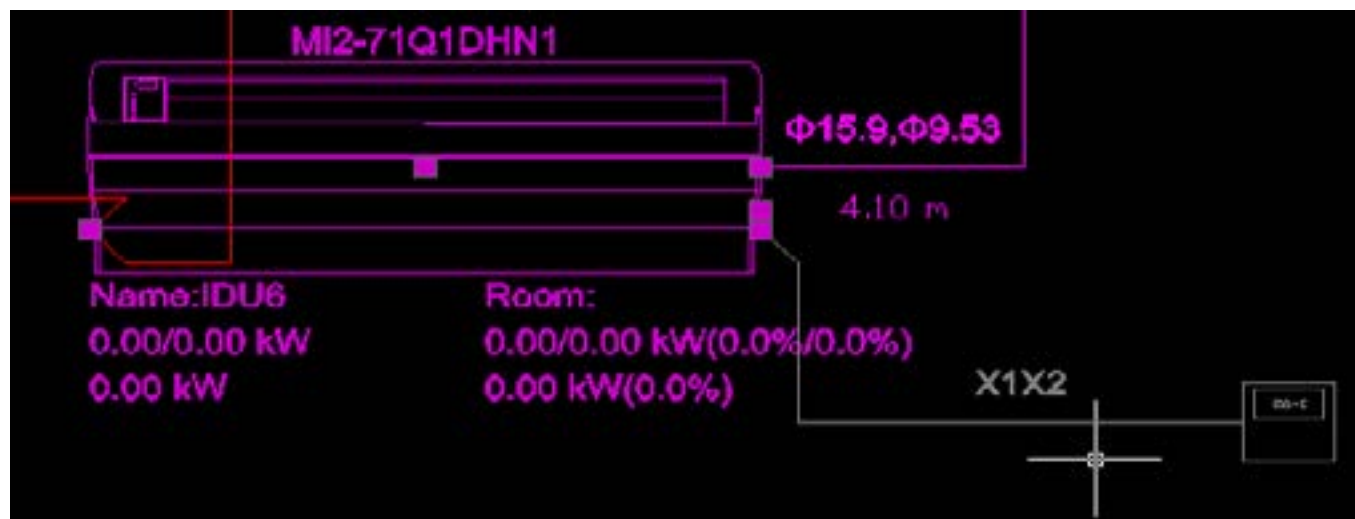 MI2-71Q1DHN1
Φ15.9,Φ9.53
4.10 m
Name:IDU6
Room:
0.00/0.00 kW
0.00/0.00 kW(0.0%/0.0%)
0.00 kW
0.00 kW(0.0%)
X1X2